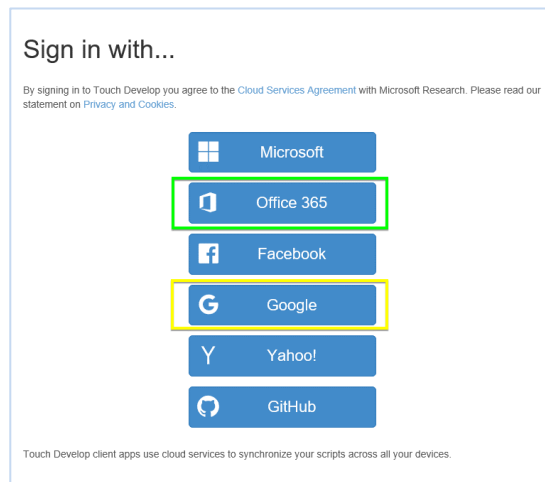 Sign in with...
By signing in to Touch Develop you agree to the Cloud Services Agreement with Microsoft Research. Please read our
statement on Privacy and Cookies.
Microsoft
Office 365
Facebook
Google
Yahoo!
GitHub
Touch Develop client apps use cloud services to synchronize your scripts across all your devices.